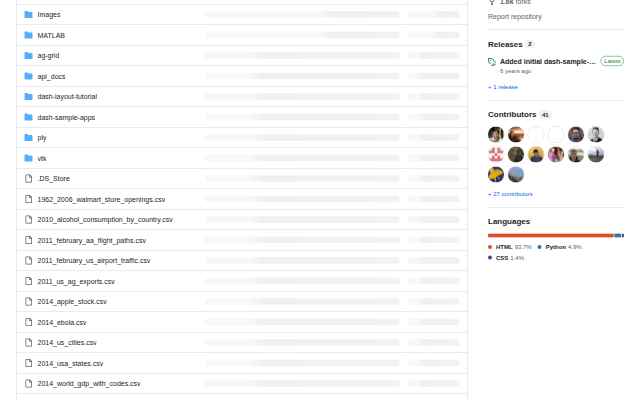 Images
MATLAB
ag-grid
api_docs
dash-layout-tutorial
dash-sample-apps
ply
vtk
.DS_Store
1962_2006_walmart_store_openings.csv
2010_alcohol_consumption_by_country.csv
2011_february_aa_flight_paths.csv
2011_february_us_airport_traffic.csv
2011_us_ag_exports.csv
2014_apple_stock.csv
2014_ebola.csv
2014_us_cities.csv
2014_usa_states.csv
2014_world_gdp_with_codes.csv
forks
Report repository
Releases 2
Added initial dash-sample-... Latest
5 years ago
+ 1 release
Contributors 41
+ 27 contributors
Languages
HTML 93.7% Python 4.9%
CSS 1.4%